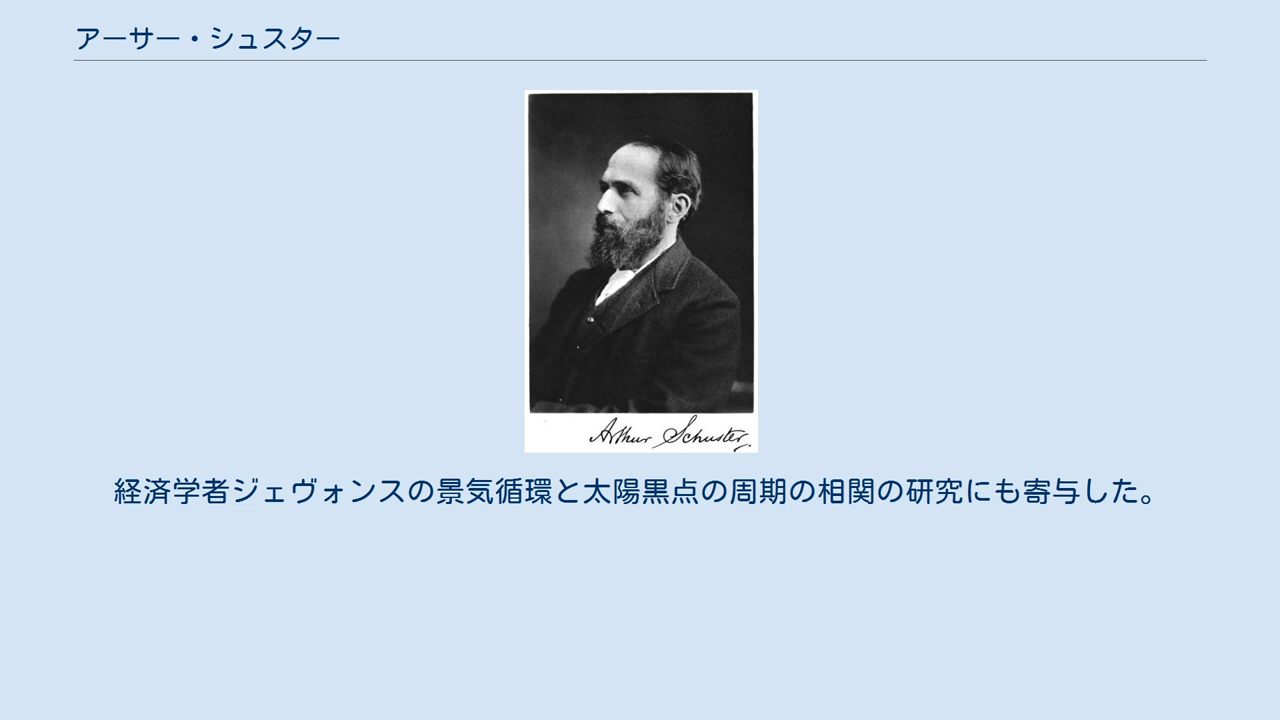 アーサー・シュスター
Arthur Schuster.
経済学者ジェヴォンスの景気循環と太陽黒点の周期の相関の研究にも寄与した。